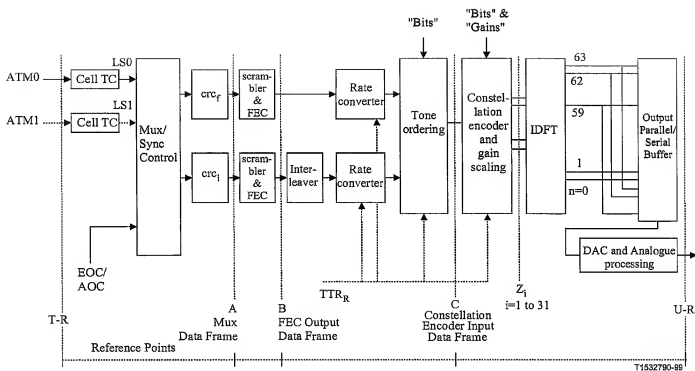 "Bits"
"Bits" &
"Gains"
ATM0
LS0
Cell TC
ATM1
LS1
Cell TC
Mux/
Sync
Control
crcf
crci
scram-
bler
&
FEC
scram-
bler
&
FEC
Inter-
leaver
Rate
converter
Rate
converter
Tone
ordering
Constel-
lation
encoder
and
gain
scaling
IDFT
63
62
59
1
n=0
Output
Parallel/
Serial
Buffer
DAC and Analogue
processing
EOC/
AOC
TTRR
Zi
i=1 to 31
T-R
A
Mux
Data Frame
B
FEC Output
Data Frame
C
Constellation
Encoder Input
Data Frame
U-R
Reference Points
T1532790-99